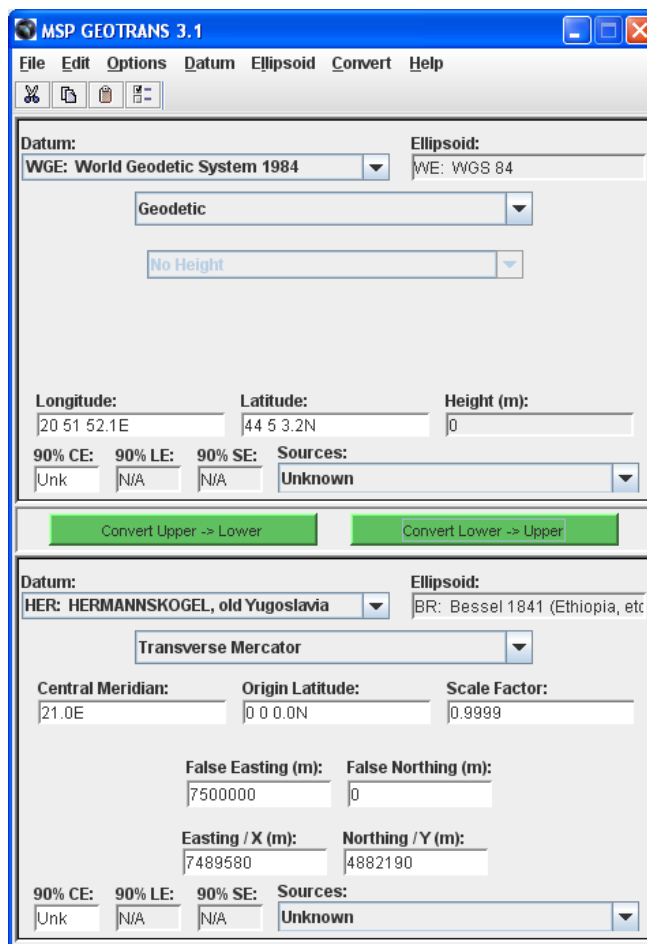 MSP GEOTRANS 3.1
File Edit Options Datum Ellipsoid Convert Help
Datum: Ellipsoid:
WGE: World Geodetic System 1984 WE: WGS 84
Geodetic
No Height
Longitude: Latitude: Height (m):
20 51 52.1E 44 5 3.2N 0
90% CE: 90% LE: 90% SE: Sources:
Unk N/A N/A Unknown
Convert Upper -> Lower Convert Lower -> Upper
Datum: Ellipsoid:
HER: HERMANNSKOGEL, old Yugoslavia BR: Bessel 1841 (Ethiopia, etc
Transverse Mercator
Central Meridian: Origin Latitude: Scale Factor:
21.0E 0 0 0.0N 0.9999
False Easting (m): False Northing (m):
7500000 0
Easting / X (m): Northing / Y (m):
7489580 4882190
90% CE: 90% LE: 90% SE: Sources:
Unk N/A N/A Unknown